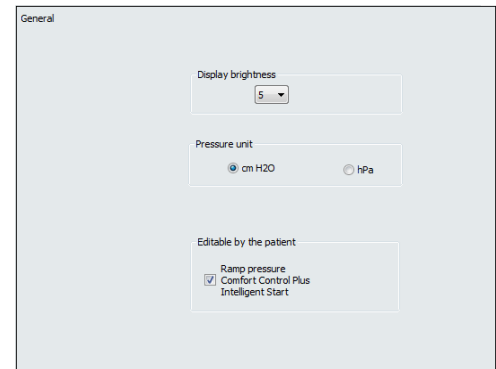 General
Display brightness
5
Pressure unit
cm H2O
hPa
Editable by the patient
Ramp pressure
Comfort Control Plus
Intelligent Start